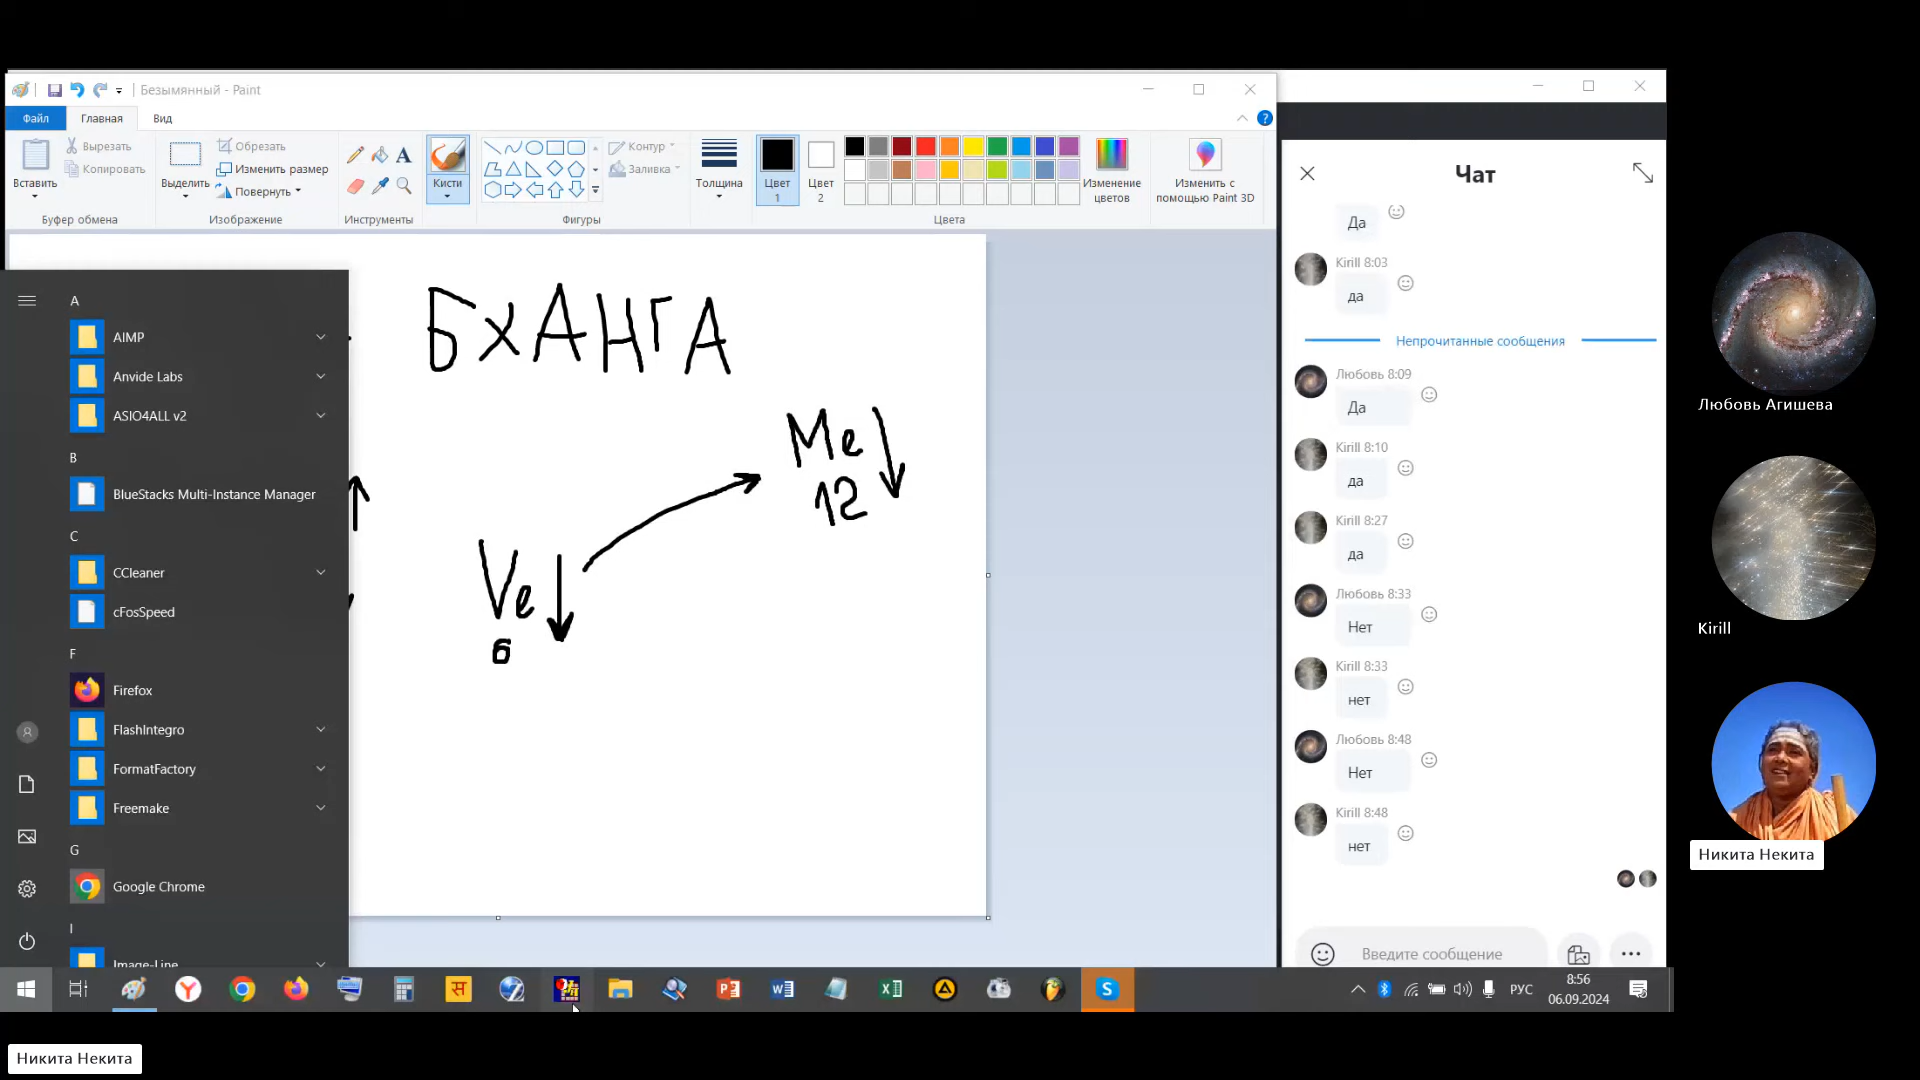 Безымянный - Paint
Файл
Главная
Вид
Вставить
Вырезать
Копировать
Буфер обмена
Выделить
Обрезать
Изменить размер
Повернуть
Изображение
A
Инструменты
Кисти
Контур
Заливка
Фигуры
Толщина
Цвет
1
Цвет
2
Изменение
цветов
Цвета
Изменить с
помощью Paint 3D
БХАНГА
Me
12
Ve
6
A
AIMP
Anvide Labs
ASIO4ALL v2
B
BlueStacks Multi-Instance Manager
C
CCleaner
cFosSpeed
F
Firefox
FlashIntegro
FormatFactory
Freemake
G
Google Chrome
I
Image-Line
Чат
Да
Kirill 8:03
да
Непрочитанные сообщения
Любовь 8:09
Да
Kirill 8:10
да
Kirill 8:27
да
Любовь 8:33
Нет
Kirill 8:33
нет
Любовь 8:48
Нет
Kirill 8:48
нет
Введите сообщение
Любовь Агишева
Kirill
Никита Некита
РУС
8:56
06.09.2024
Никита Некита